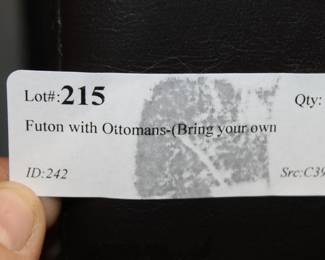 Lot#:215 Qty:
Futon with Ottomans-(Bring your own
ID:242 Src:C39